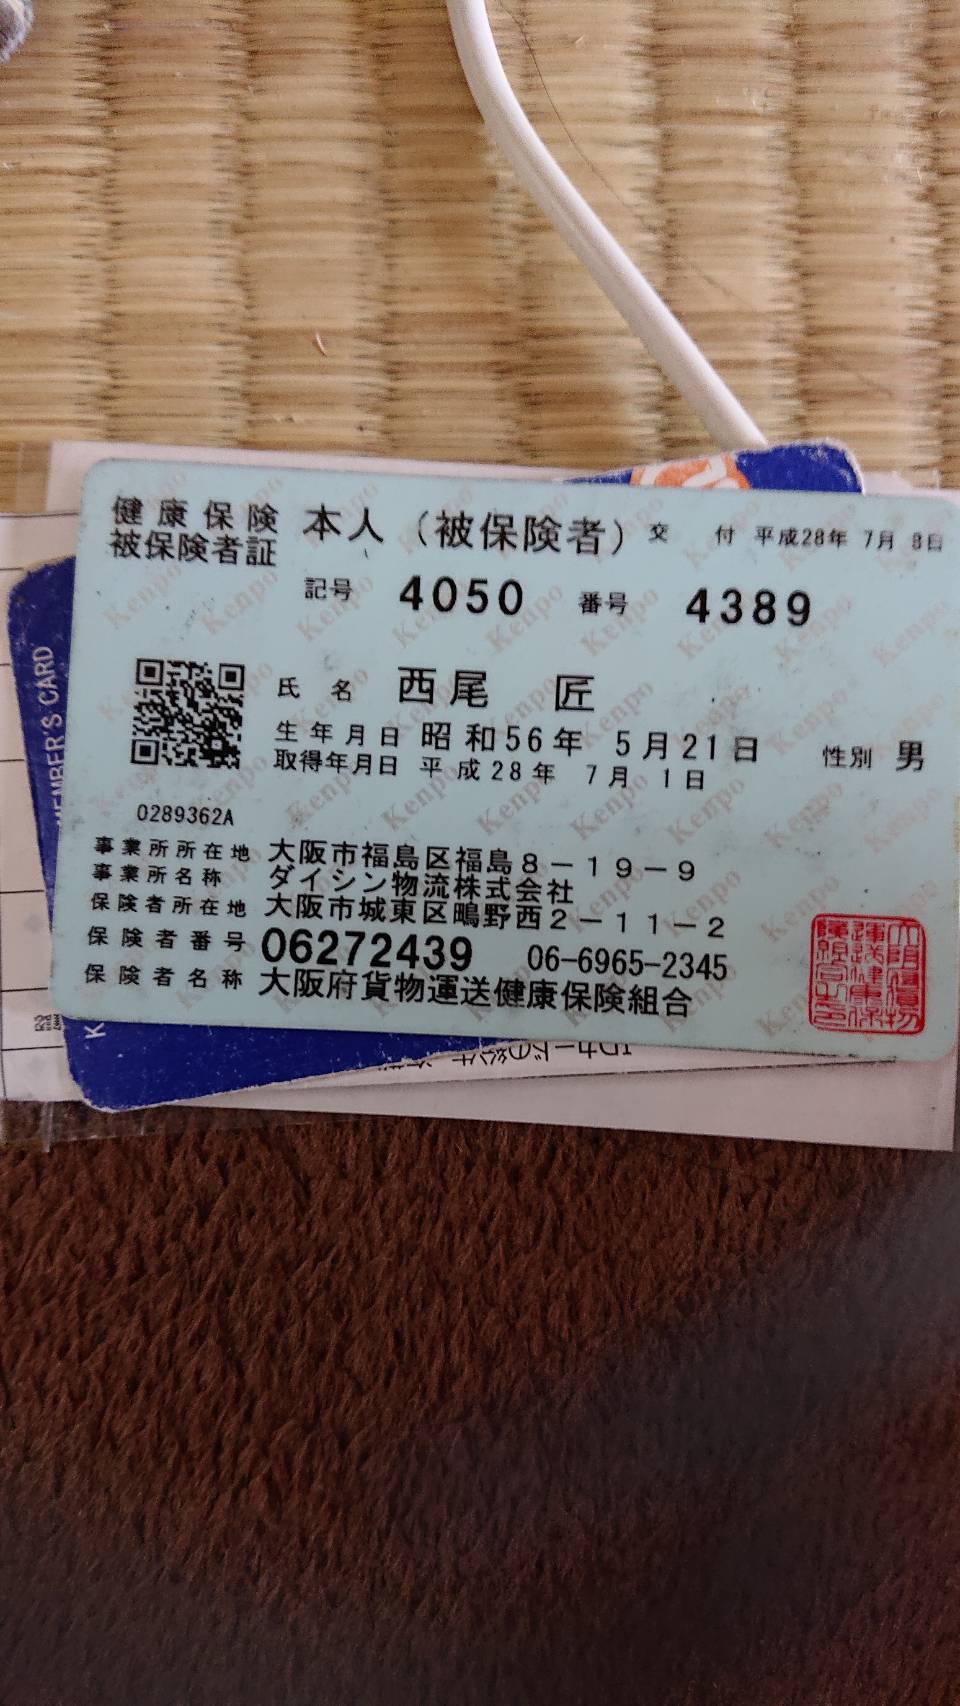 健康保険 本人（被保険者） 交付 平成28年 7月 8日
被保険者証
記号 4050 番号 4389
氏名 西尾 匠
生年月日 昭和56年 5月21日 性別 男
取得年月日 平成28年 7月 1日
0289362A
事業所所在地 大阪市福島区福島8－19－9
事業所名称 ダイシン物流株式会社
保険者所在地 大阪市城東区鴫野西2－11－2
保険者番号 06272439 06-6965-2345
保険者名称 大阪府貨物運送健康保険組合
MEMBER'S CARD
K